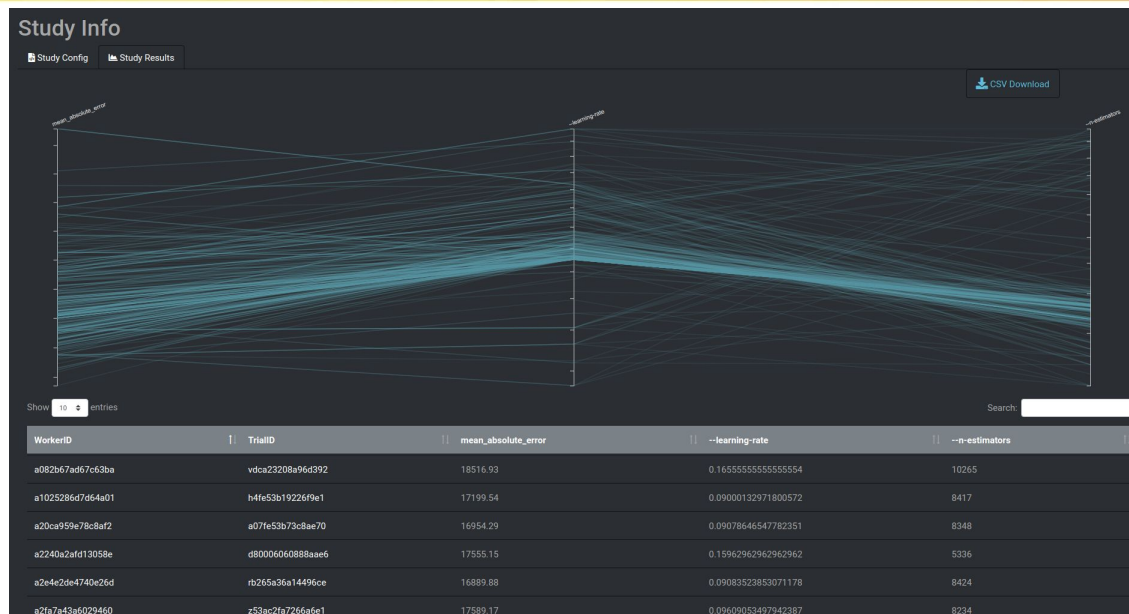 Study Info
Study Config Study Results
CSV Download
mean_absolute_error --learning-rate --n-estimators
Show 10 entries Search:
WorkerID TrialID mean_absolute_error --learning-rate --n-estimators
a082b67ad67c63ba vdca23208a96d392 18516.93 0.16555555555555554 10265
a1025286d7d64a01 h4fe53b19226f9e1 17199.54 0.09000132971800572 8417
a20ca959e78c8af2 a07fe53b73c8ae70 16954.29 0.09078646547782351 8348
a2240a2afd13058e d80006060888aae6 17555.15 0.15962962962962962 5336
a2e4e2de4740e26d rb265a36a14496ce 16889.88 0.09083523853071178 8424
a2fa7a43a6029460 z53ac2fa7266a6e1 17589.17 0.09609053497942387 8234